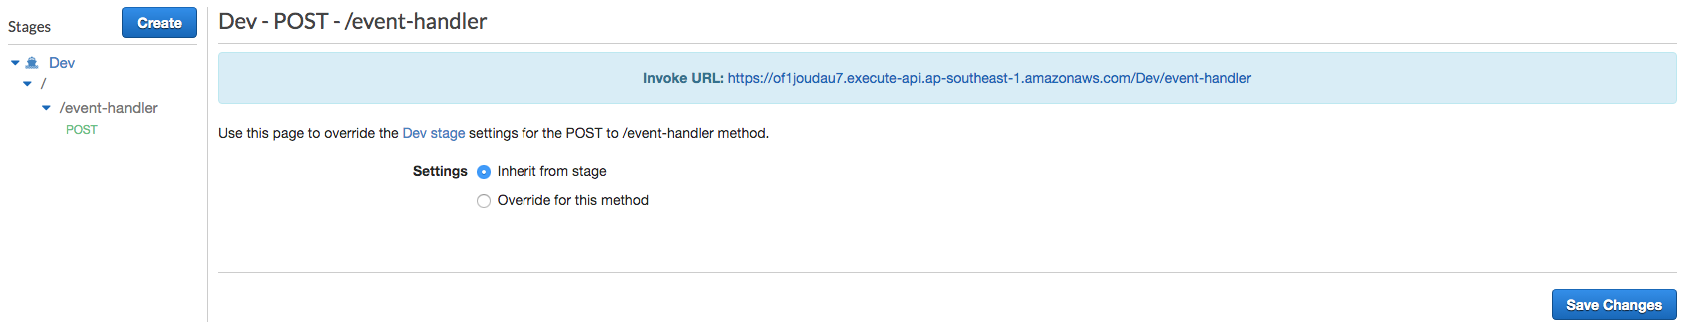 Stages
Create
Dev
/
/event-handler
POST
Dev - POST - /event-handler
Invoke URL: https://of1joudau7.execute-api.ap-southeast-1.amazonaws.com/Dev/event-handler
Use this page to override the Dev stage settings for the POST to /event-handler method.
Settings Inherit from stage
Override for this method
Save Changes